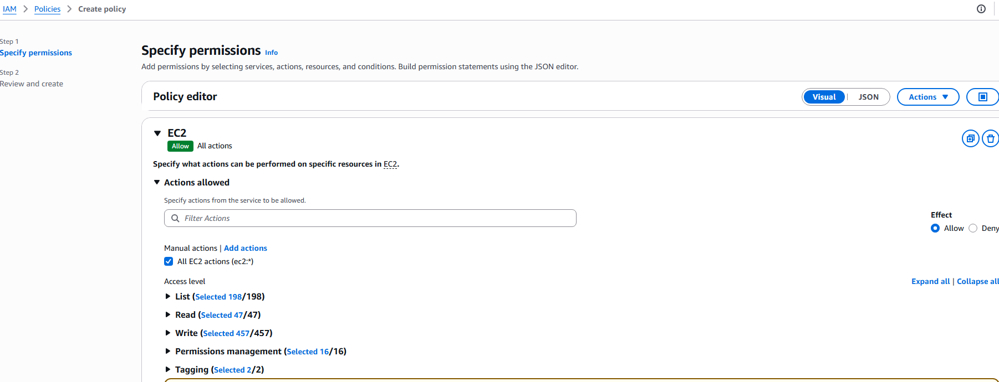 IAM > Policies > Create policy
Step 1
Specify permissions
Step 2
Review and create
Specify permissions Info
Add permissions by selecting services, actions, resources, and conditions. Build permission statements using the JSON editor.
Policy editor
Visual | JSON
Actions
EC2
Allow All actions
Specify what actions can be performed on specific resources in EC2.
Actions allowed
Specify actions from the service to be allowed.
Filter Actions
Effect
Allow Deny
Manual actions | Add actions
All EC2 actions (ec2:*)
Access level
Expand all | Collapse all
List (Selected 198/198)
Read (Selected 47/47)
Write (Selected 457/457)
Permissions management (Selected 16/16)
Tagging (Selected 2/2)